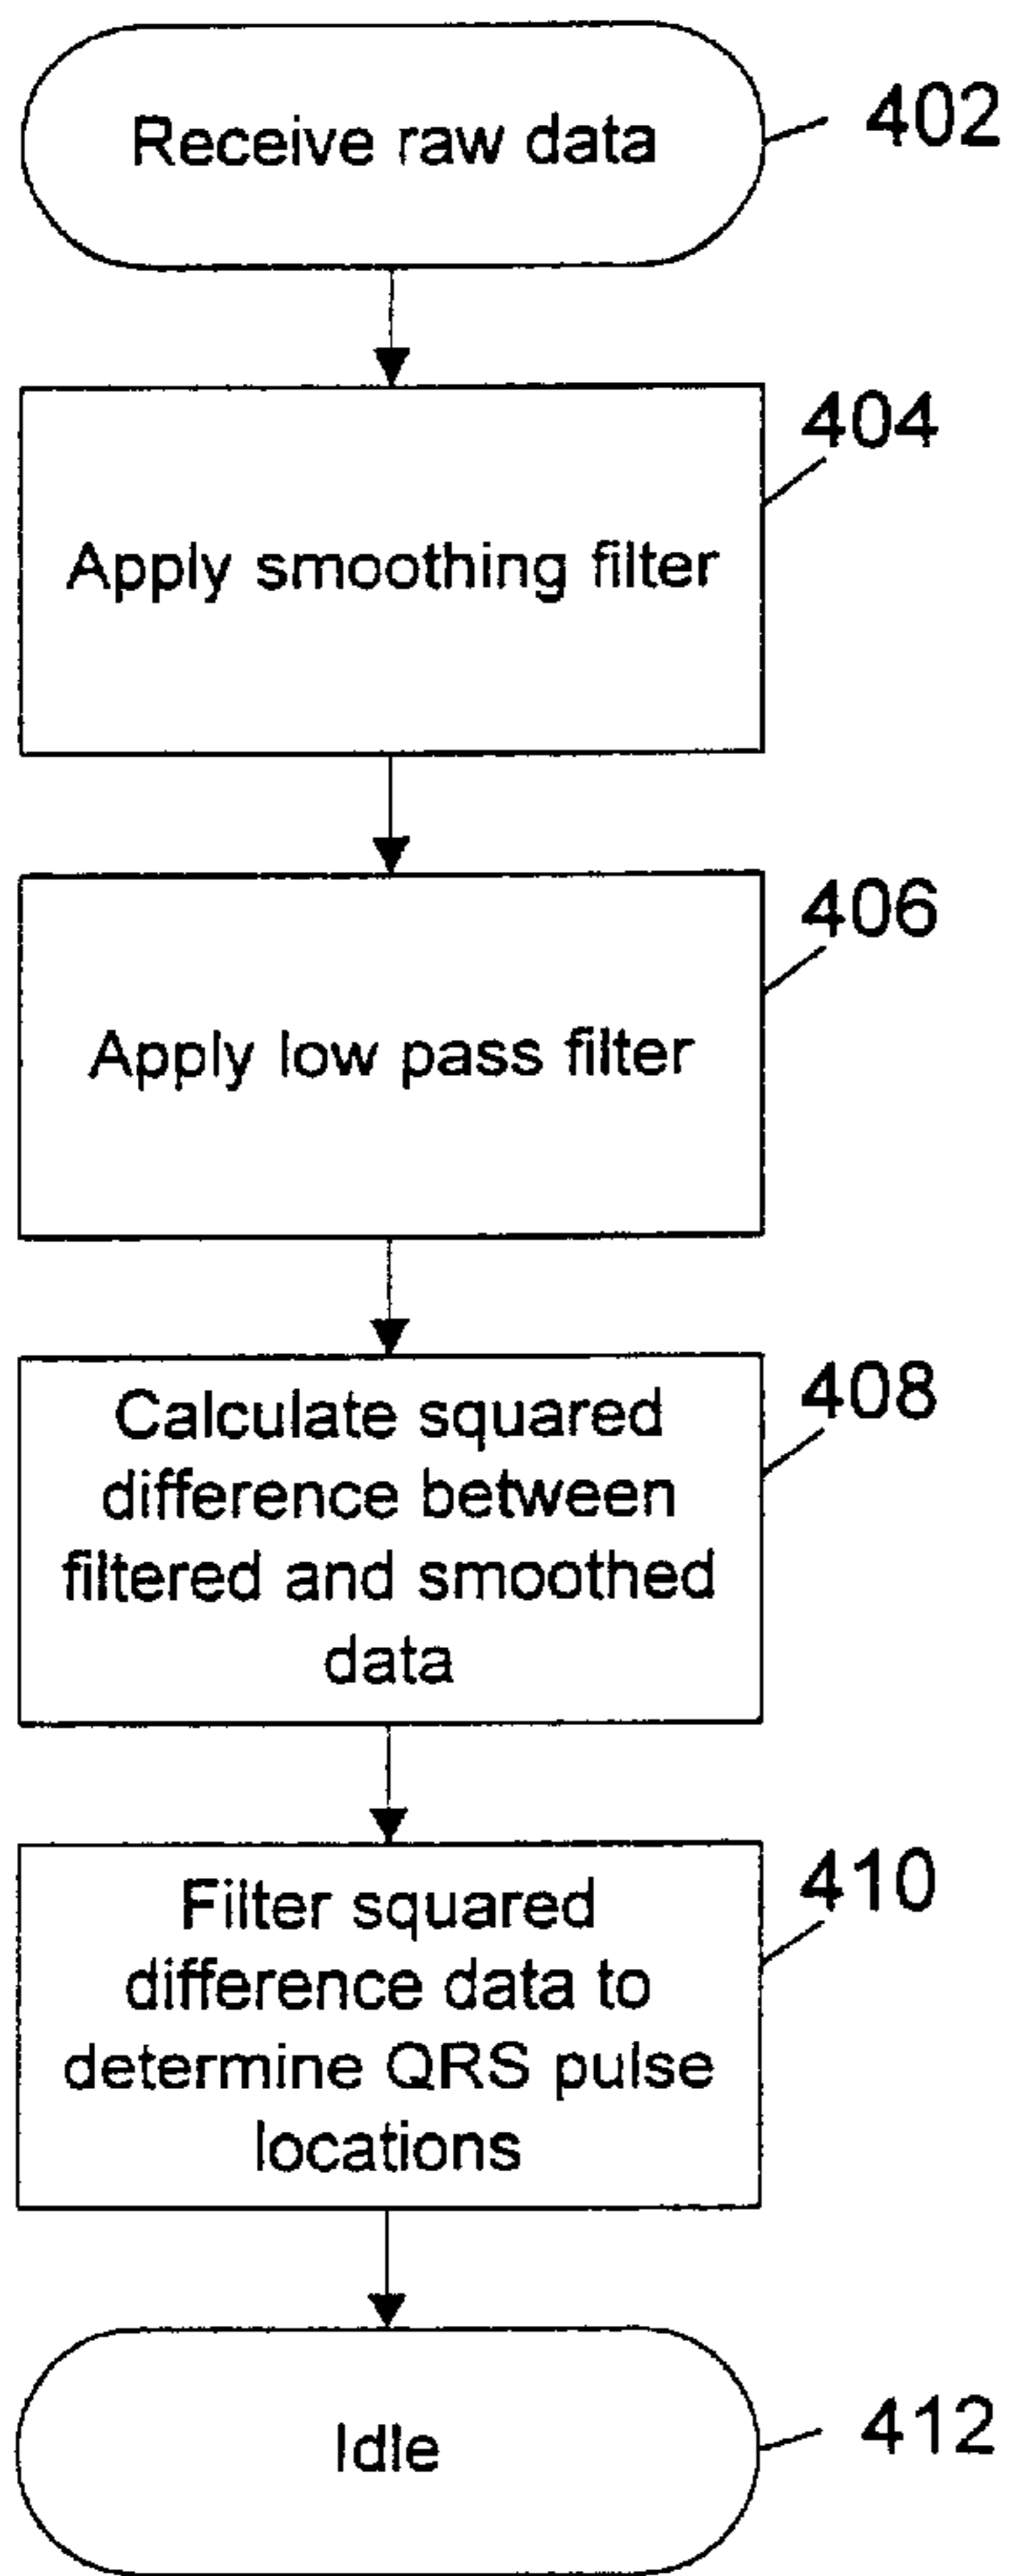 Receive raw data
402
404
Apply smoothing filter
406
Apply low pass filter
408
Calculate squared
difference between
filtered and smoothed
data
410
Filter squared
difference data to
determine QRS pulse
locations
Idle
412